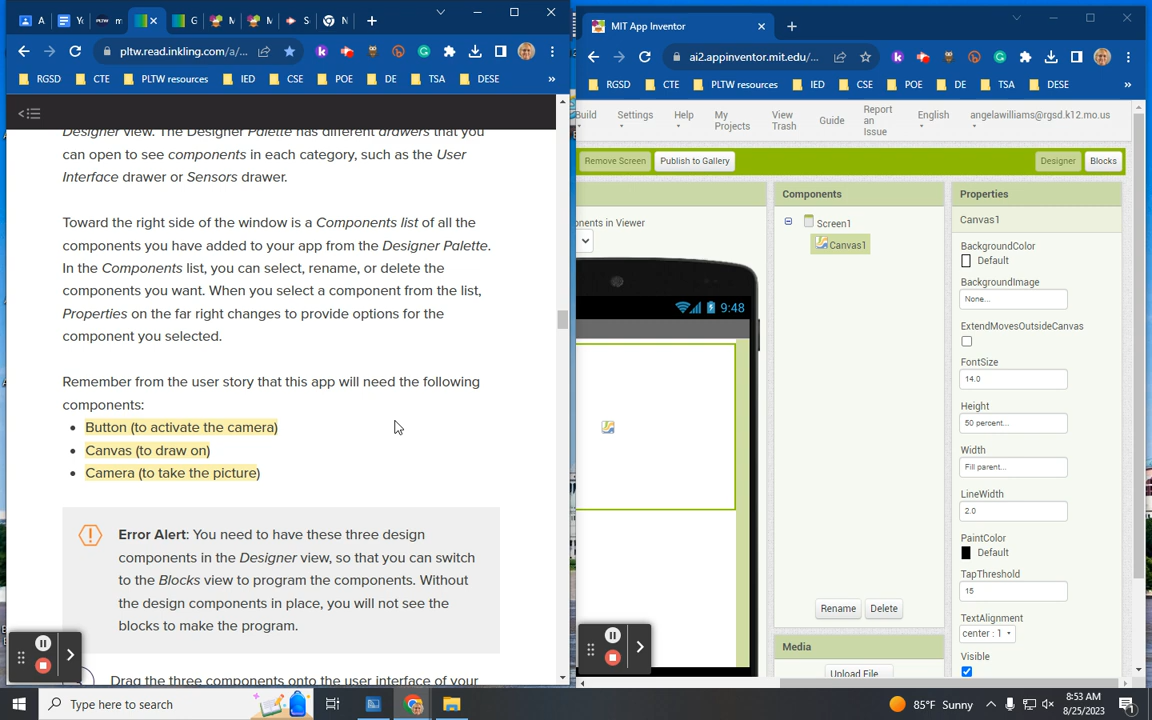 A
Yo
m
G
M
M
S
N
pltw.read.inkling.com/a/...
RGSD
CTE
PLTW resources
IED
CSE
POE
DE
TSA
DESE
»
Designer view. The Designer Palette has different drawers that you
can open to see components in each category, such as the User
Interface drawer or Sensors drawer.
Toward the right side of the window is a Components list of all the
components you have added to your app from the Designer Palette.
In the Components list, you can select, rename, or delete the
components you want. When you select a component from the list,
Properties on the far right changes to provide options for the
component you selected.
Remember from the user story that this app will need the following
components:
• Button (to activate the camera)
• Canvas (to draw on)
• Camera (to take the picture)
Error Alert: You need to have these three design
components in the Designer view, so that you can switch
to the Blocks view to program the components. Without
the design components in place, you will not see the
blocks to make the program.
Drag the three components onto the user interface of your
MIT App Inventor
ai2.appinventor.mit.edu/...
RGSD
CTE
PLTW resources
IED
CSE
POE
DE
TSA
DESE
»
Build
Settings
Help
My
Projects
View
Trash
Guide
Report
an
Issue
English
angelawilliams@rgsd.k12.mo.us
Remove Screen
Publish to Gallery
Designer
Blocks
Components
Properties
nents in Viewer
9:48
Screen1
Canvas1
Rename
Delete
Media
Upload File
Canvas1
BackgroundColor
Default
BackgroundImage
None...
ExtendMovesOutsideCanvas
FontSize
14.0
Height
50 percent...
Width
Fill parent...
LineWidth
2.0
PaintColor
Default
TapThreshold
15
TextAlignment
center : 1
Visible
Type here to search
85°F Sunny
8:53 AM
8/25/2023
1